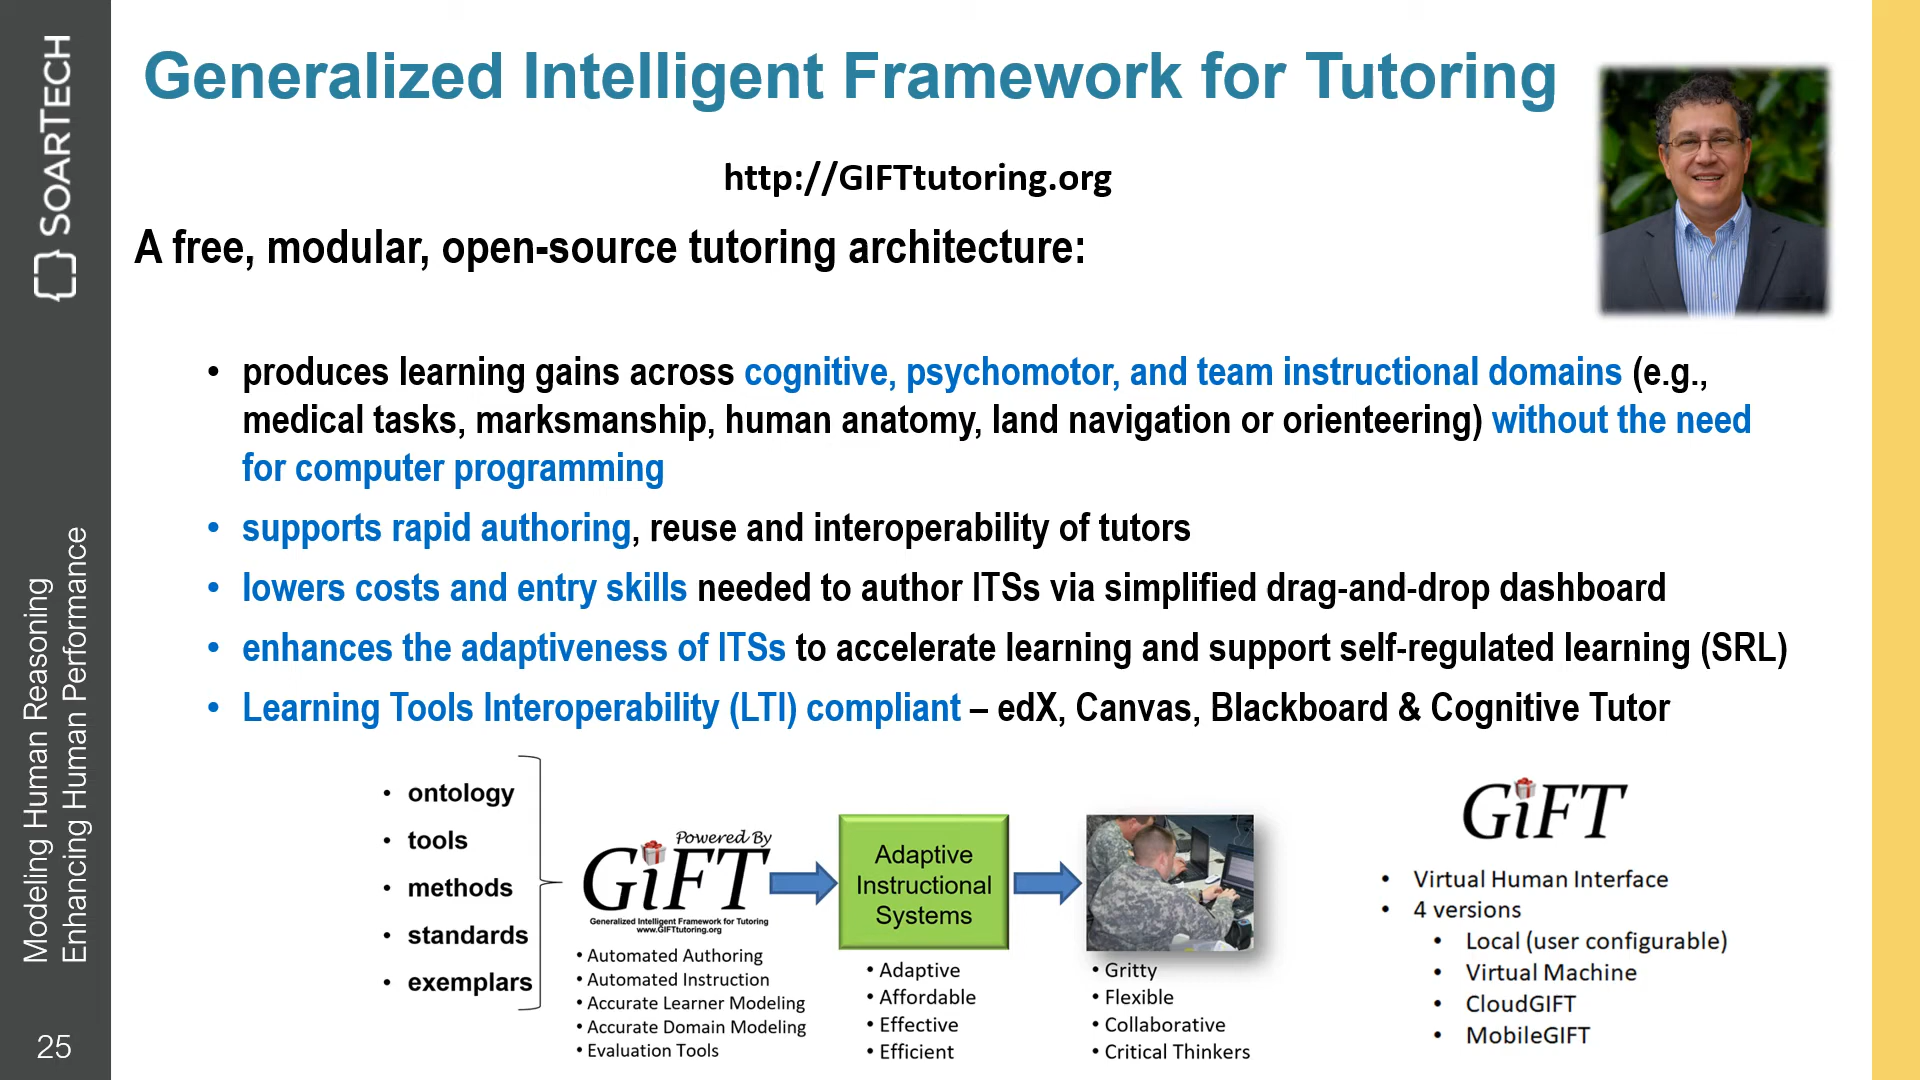 SOARTECH
Modeling Human Reasoning
Enhancing Human Performance
25
Generalized Intelligent Framework for Tutoring
http://GIFTtutoring.org
A free, modular, open-source tutoring architecture:
• produces learning gains across cognitive, psychomotor, and team instructional domains (e.g.,
medical tasks, marksmanship, human anatomy, land navigation or orienteering) without the need
for computer programming
• supports rapid authoring, reuse and interoperability of tutors
• lowers costs and entry skills needed to author ITSs via simplified drag-and-drop dashboard
• enhances the adaptiveness of ITSs to accelerate learning and support self-regulated learning (SRL)
• Learning Tools Interoperability (LTI) compliant – edX, Canvas, Blackboard & Cognitive Tutor
• ontology
• tools
• methods
• standards
• exemplars
Powered By
GiFT
Generalized Intelligent Framework for Tutoring
www.GIFTtutoring.org
• Automated Authoring
• Automated Instruction
• Accurate Learner Modeling
• Accurate Domain Modeling
• Evaluation Tools
Adaptive
Instructional
Systems
• Adaptive
• Affordable
• Effective
• Efficient
• Gritty
• Flexible
• Collaborative
• Critical Thinkers
GiFT
• Virtual Human Interface
• 4 versions
• Local (user configurable)
• Virtual Machine
• CloudGIFT
• MobileGIFT